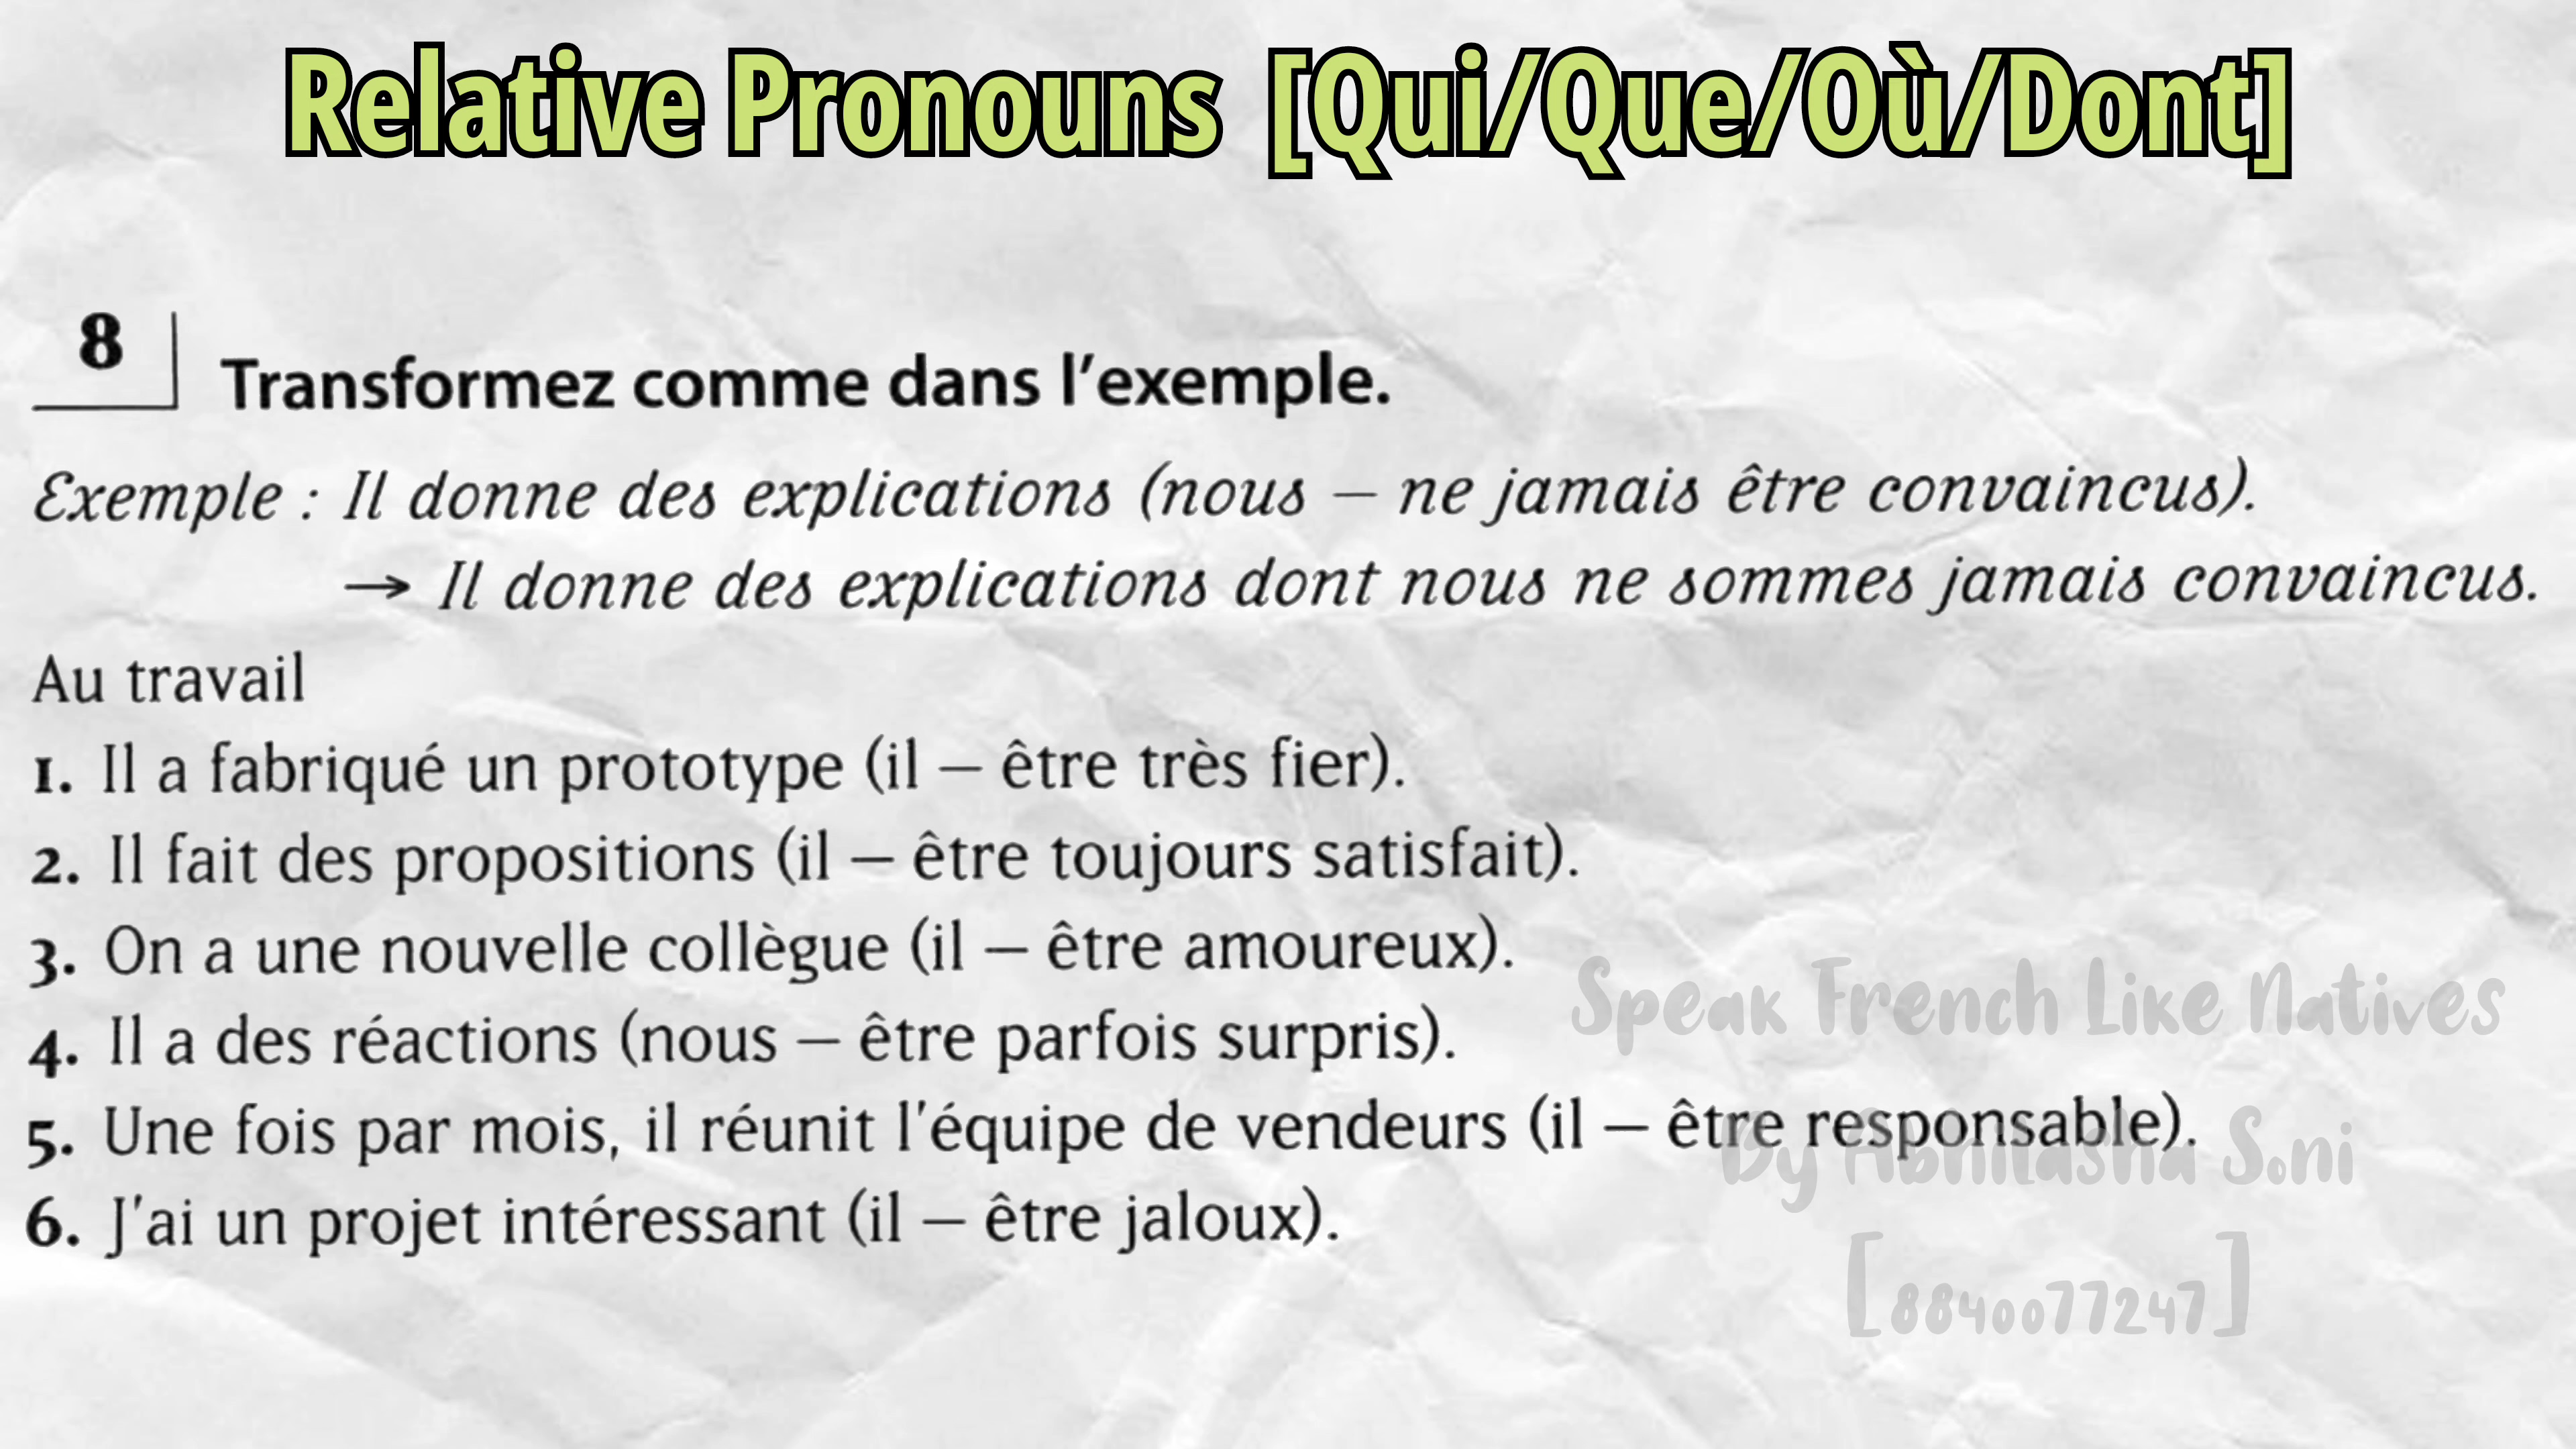 Relative Pronouns [Qui/Que/Où/Dont]
8
Transformez comme dans l'exemple.
Exemple : Il donne des explications (nous – ne jamais être convaincus).
→ Il donne des explications dont nous ne sommes jamais convaincus.
Au travail
1. Il a fabriqué un prototype (il – être très fier).
2. Il fait des propositions (il – être toujours satisfait).
3. On a une nouvelle collègue (il – être amoureux).
4. Il a des réactions (nous – être parfois surpris).
5. Une fois par mois, il réunit l'équipe de vendeurs (il – être responsable).
6. J'ai un projet intéressant (il – être jaloux).
Speak French Like Natives
By Abhilasha Soni
[8840077247]